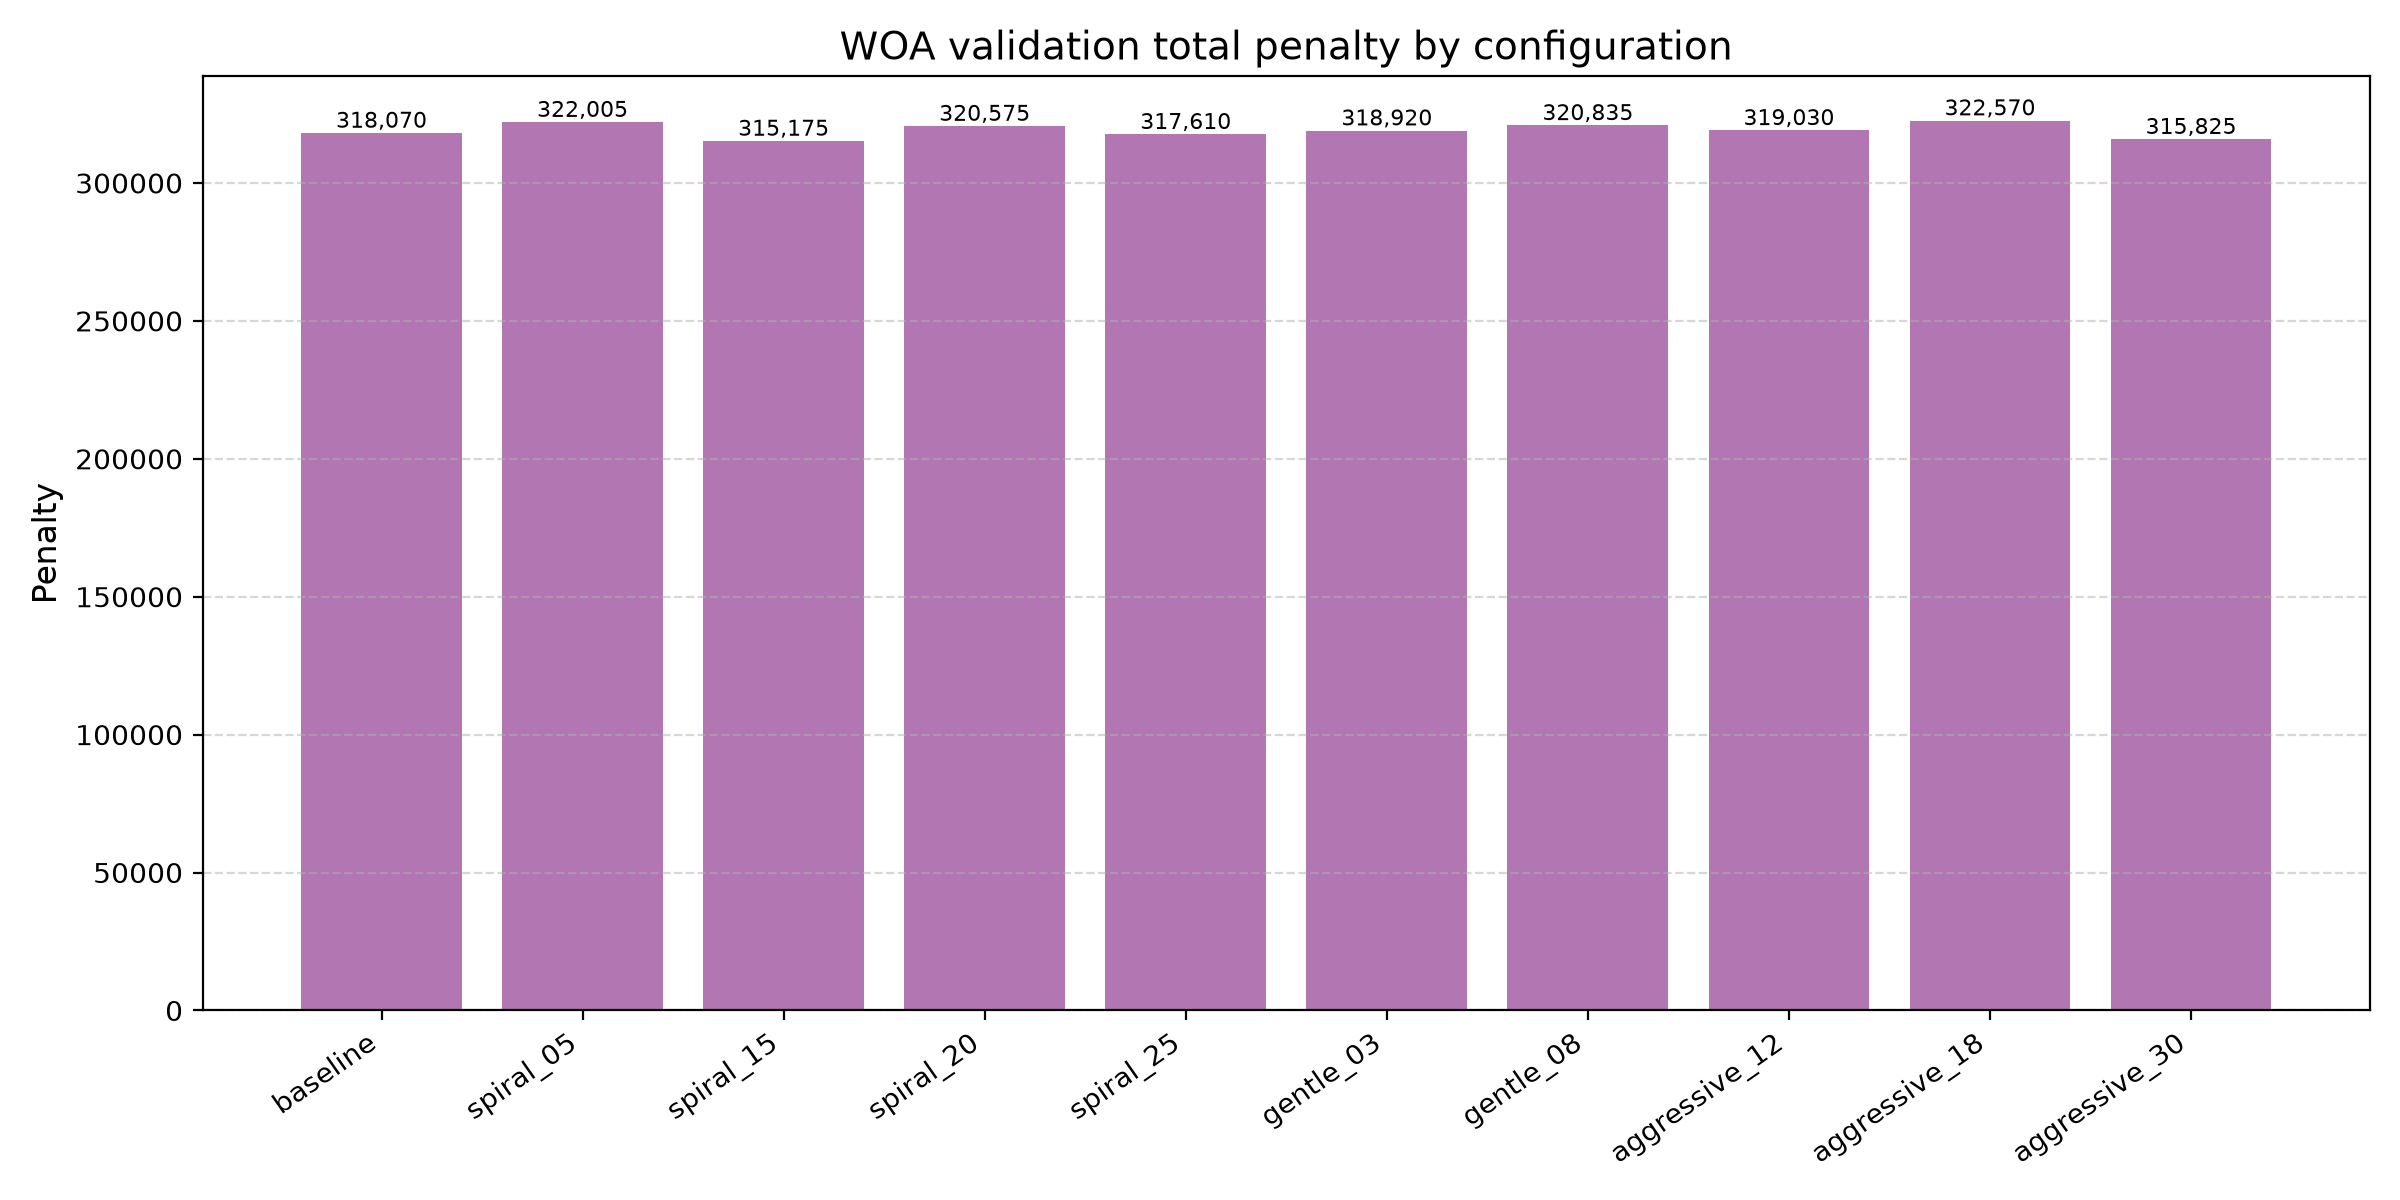 WOA validation total penalty by configuration
Penalty
300000
250000
200000
150000
100000
50000
0
318,070
322,005
315,175
320,575
317,610
318,920
320,835
319,030
322,570
315,825
baseline
spiral_05
spiral_15
spiral_20
spiral_25
gentle_03
gentle_08
aggressive_12
aggressive_18
aggressive_30